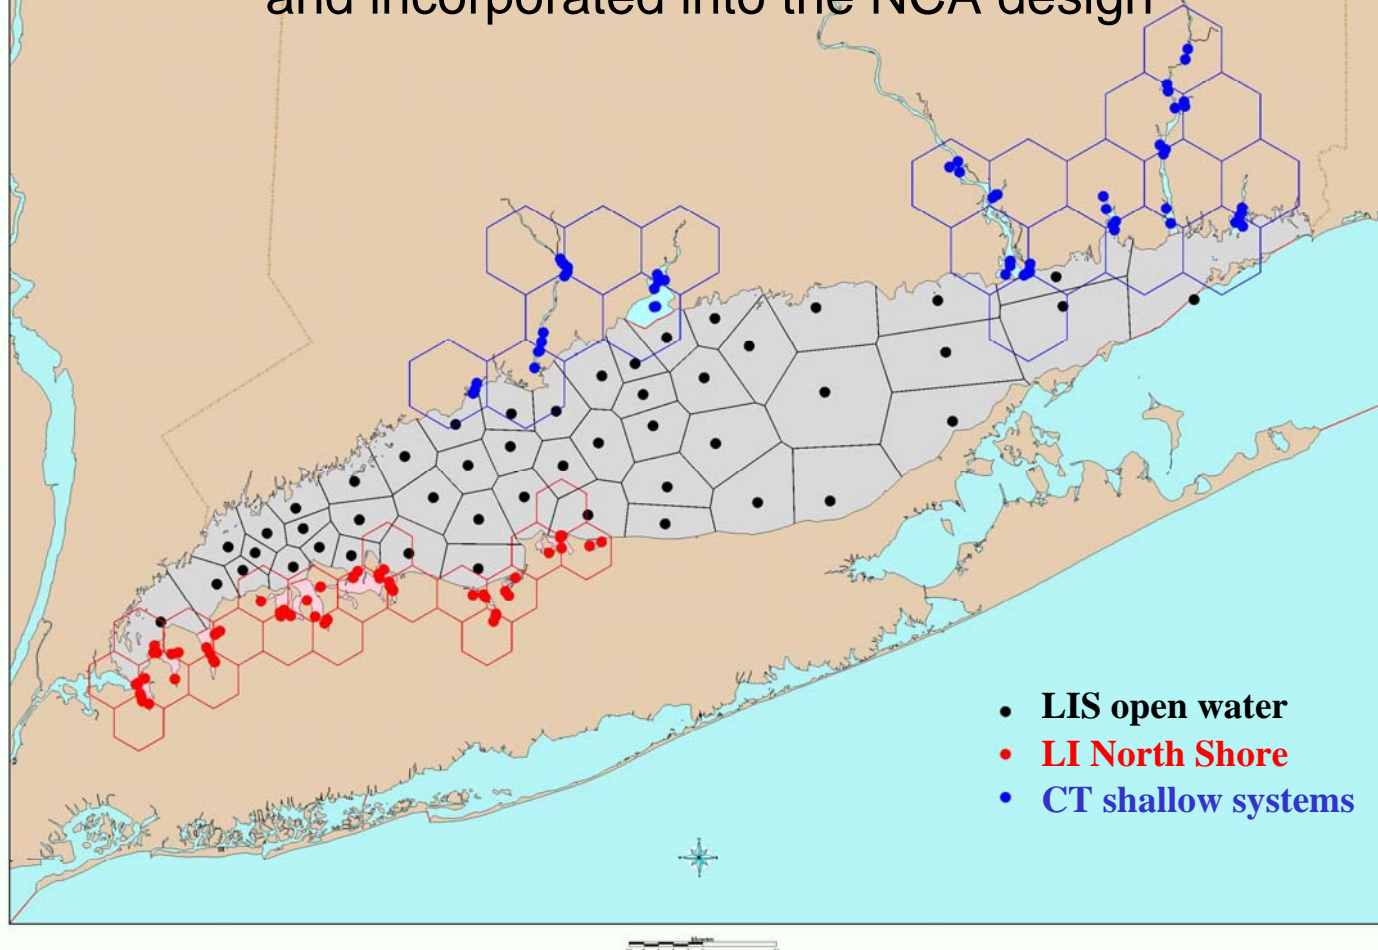 and incorporated into the NCA design
LIS open water
LI North Shore
CT shallow systems